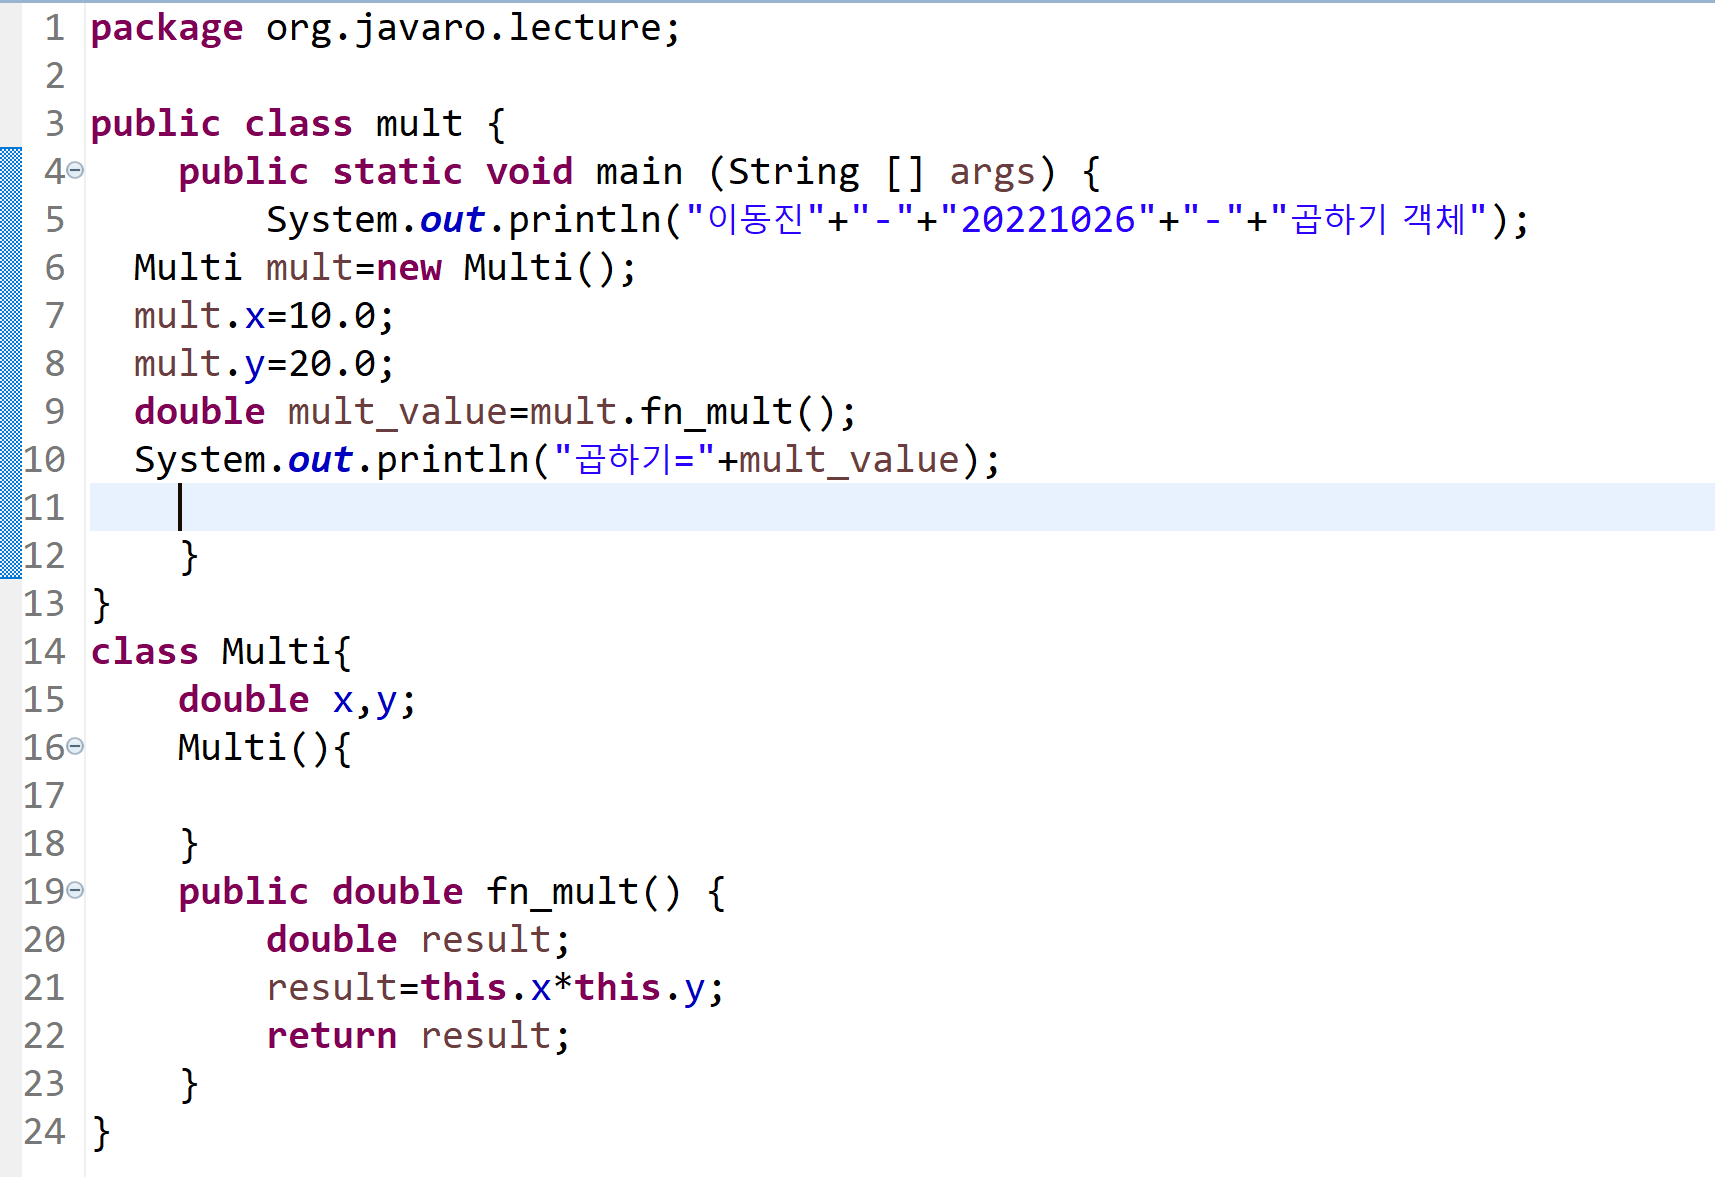 1 package org.javaro.lecture;
2
3 public class mult {
4     public static void main (String [] args) {
5         System.out.println("이동진"+"-"+"20221026"+"-"+"곱하기 객체");
6   Multi mult=new Multi();
7   mult.x=10.0;
8   mult.y=20.0;
9   double mult_value=mult.fn_mult();
10   System.out.println("곱하기="+mult_value);
11
12     }
13 }
14 class Multi{
15     double x,y;
16     Multi(){
17
18     }
19     public double fn_mult() {
20         double result;
21         result=this.x*this.y;
22         return result;
23     }
24 }